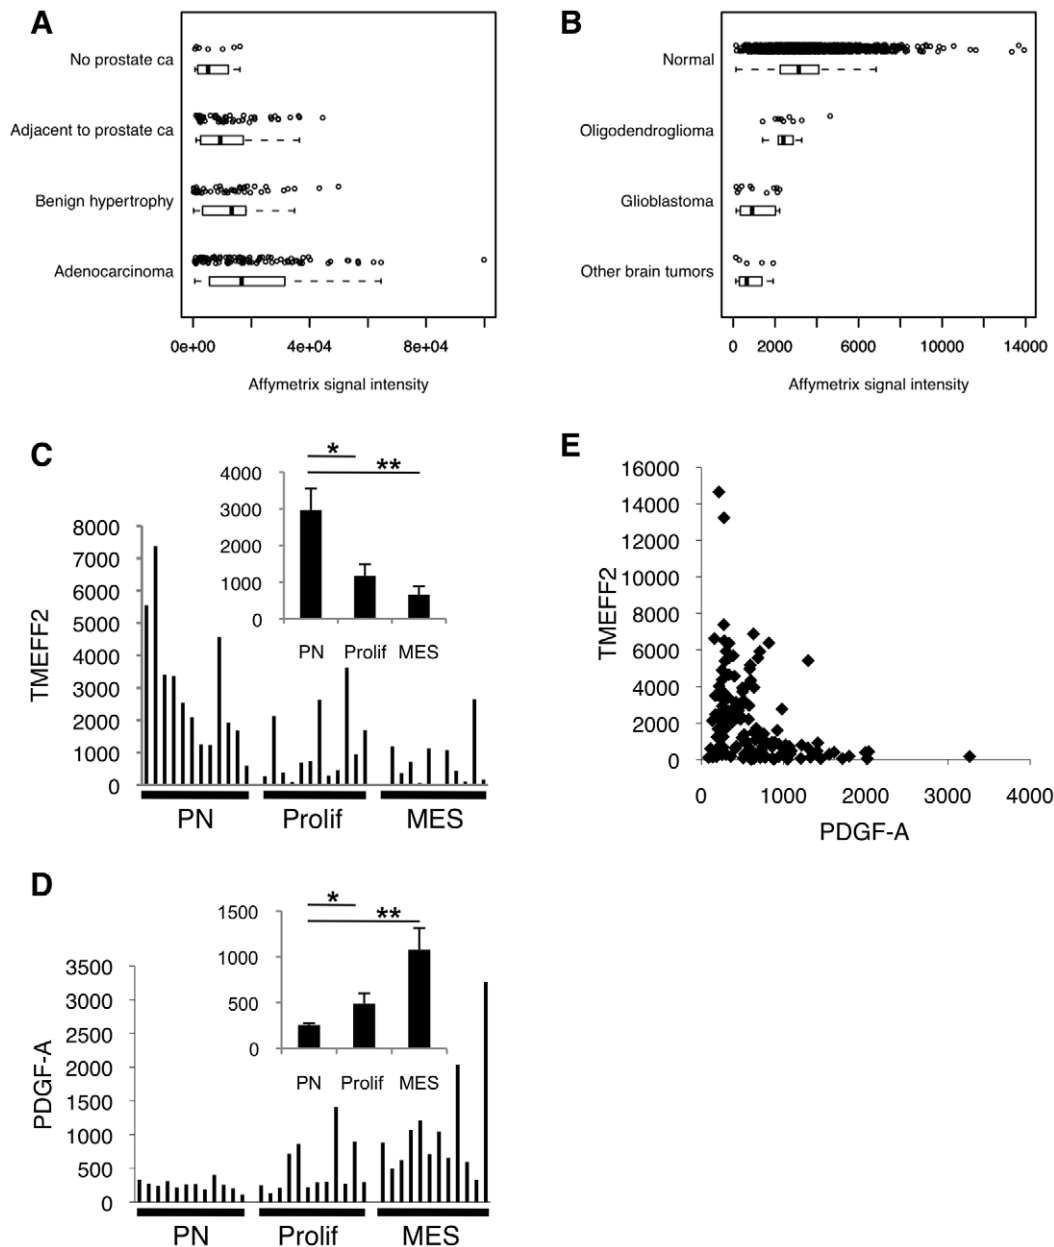 A
No prostate ca
Adjacent to prostate ca
Benign hypertrophy
Adenocarcinoma
0e+00 4e+04 8e+04
Affymetrix signal intensity
B
Normal
Oligodendroglioma
Glioblastoma
Other brain tumors
0 2000 6000 10000 14000
Affymetrix signal intensity
C
TMEFF2
8000
7000
6000
5000
4000
3000
2000
1000
0
PN Prolif MES
*
**
4000
3000
2000
1000
0
PN Prolif MES
E
TMEFF2
16000
14000
12000
10000
8000
6000
4000
2000
0
0 1000 2000 3000 4000
PDGF-A
D
PDGF-A
3500
3000
2500
2000
1500
1000
500
0
PN Prolif MES
*
**
1500
1000
500
0
PN Prolif MES